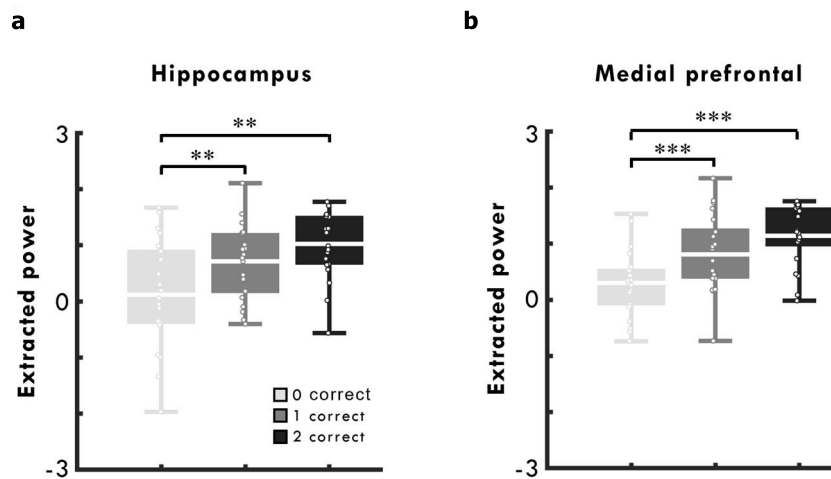 a
Hippocampus
**
**
3
0
-3
Extracted power
0 correct
1 correct
2 correct
b
Medial prefrontal
***
***
3
0
-3
Extracted power